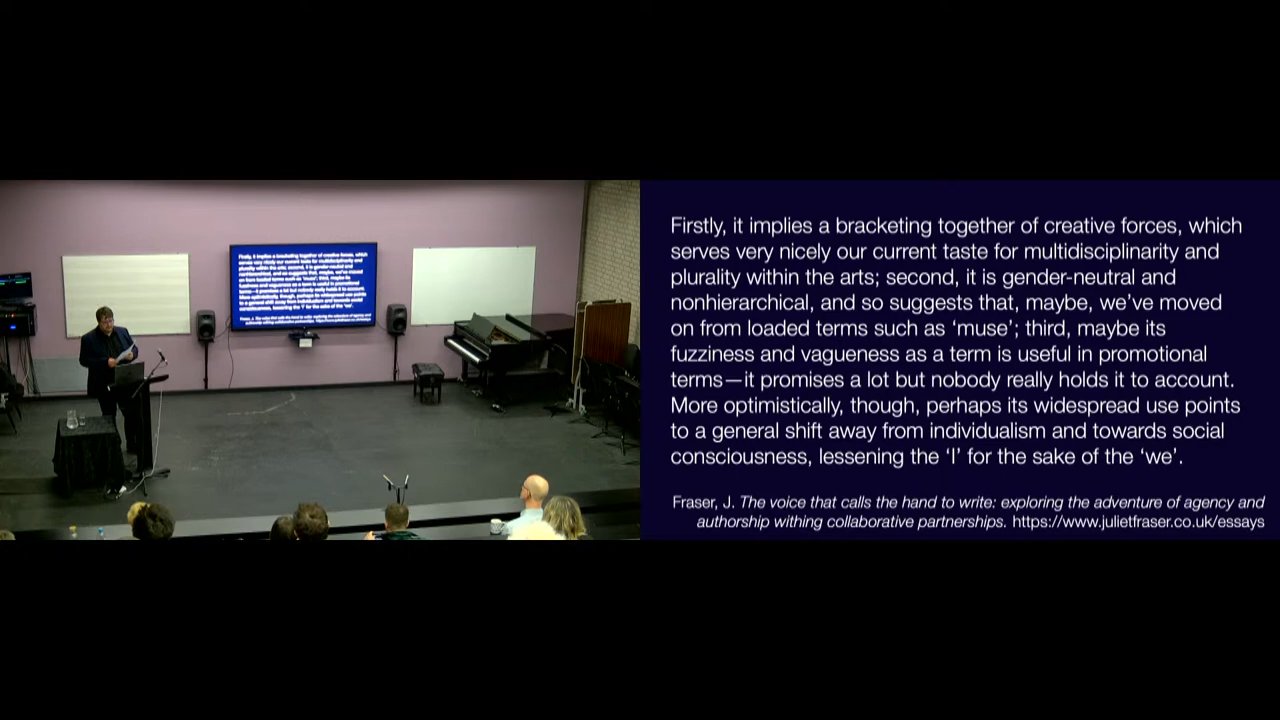 Firstly, it implies a bracketing together of creative forces, which
serves very nicely our current taste for multidisciplinarity and
plurality within the arts; second, it is gender-neutral and
nonhierarchical, and so suggests that, maybe, we’ve moved
on from loaded terms such as ‘muse’; third, maybe its
fuzziness and vagueness as a term is useful in promotional
terms—it promises a lot but nobody really holds it to account.
More optimistically, though, perhaps its widespread use points
to a general shift away from individualism and towards social
consciousness, lessening the ‘I’ for the sake of the ‘we’.
Fraser, J. The voice that calls the hand to write: exploring the adventure of agency and
authorship withing collaborative partnerships. https://www.julietfraser.co.uk/essays